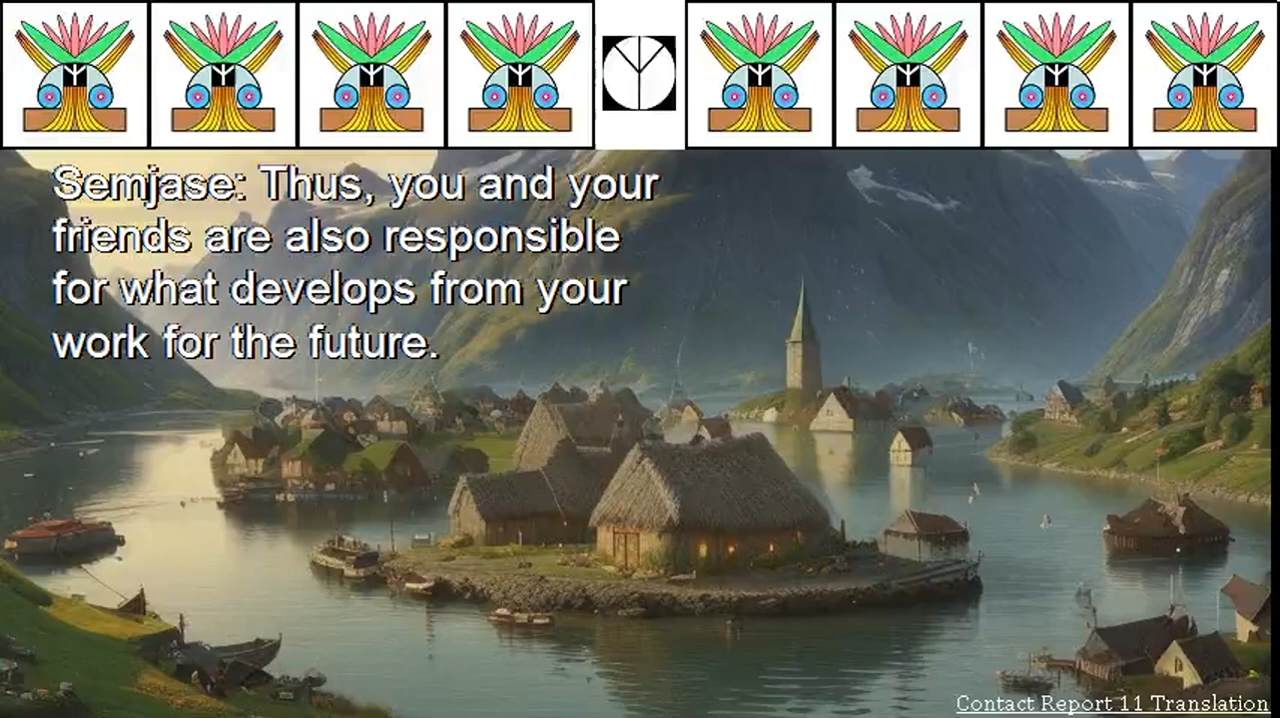 Semjase: Thus, you and your
friends are also responsible
for what develops from your
work for the future.
Contact Report 11 Translation